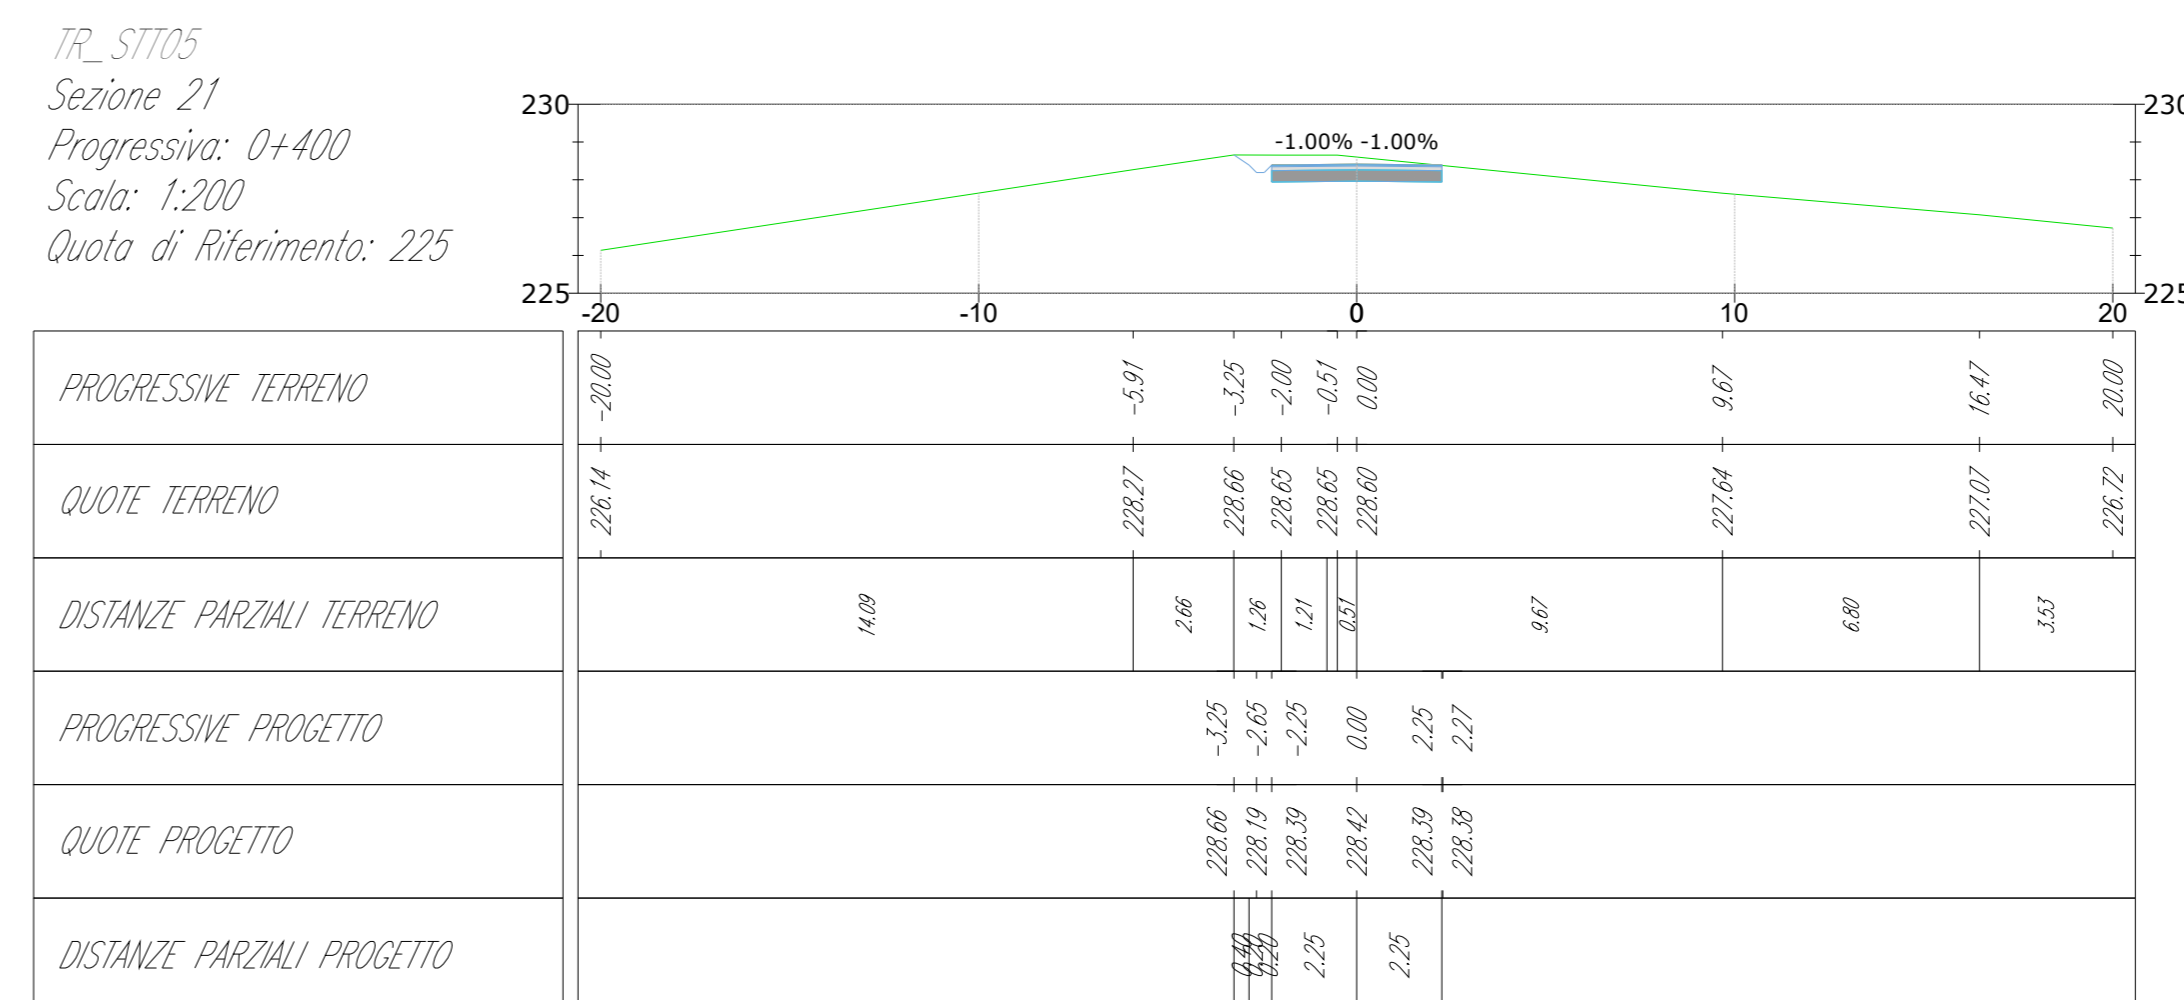 TR_STT05
Sezione 21
Progressiva: 0+400
Scala: 1:200
Quota di Riferimento: 225
230 230
-1.00% -1.00%
225 225
-20 -10 0 10 20
PROGRESSIVE TERRENO -20.00 -5.91 -3.25 -2.00 -0.51 0.00 9.67 16.47 20.00
QUOTE TERRENO 226.14 228.27 228.66 228.65 228.65 228.60 227.64 227.07 226.72
DISTANZE PARZIALI TERRENO 14.09 2.66 1.26 1.21 0.51 9.67 6.80 3.53
PROGRESSIVE PROGETTO -3.25 -2.65 -2.25 0.00 2.25 2.27
QUOTE PROGETTO 228.66 228.19 228.39 228.42 228.39 228.38
DISTANZE PARZIALI PROGETTO 0.20 2.25 2.25